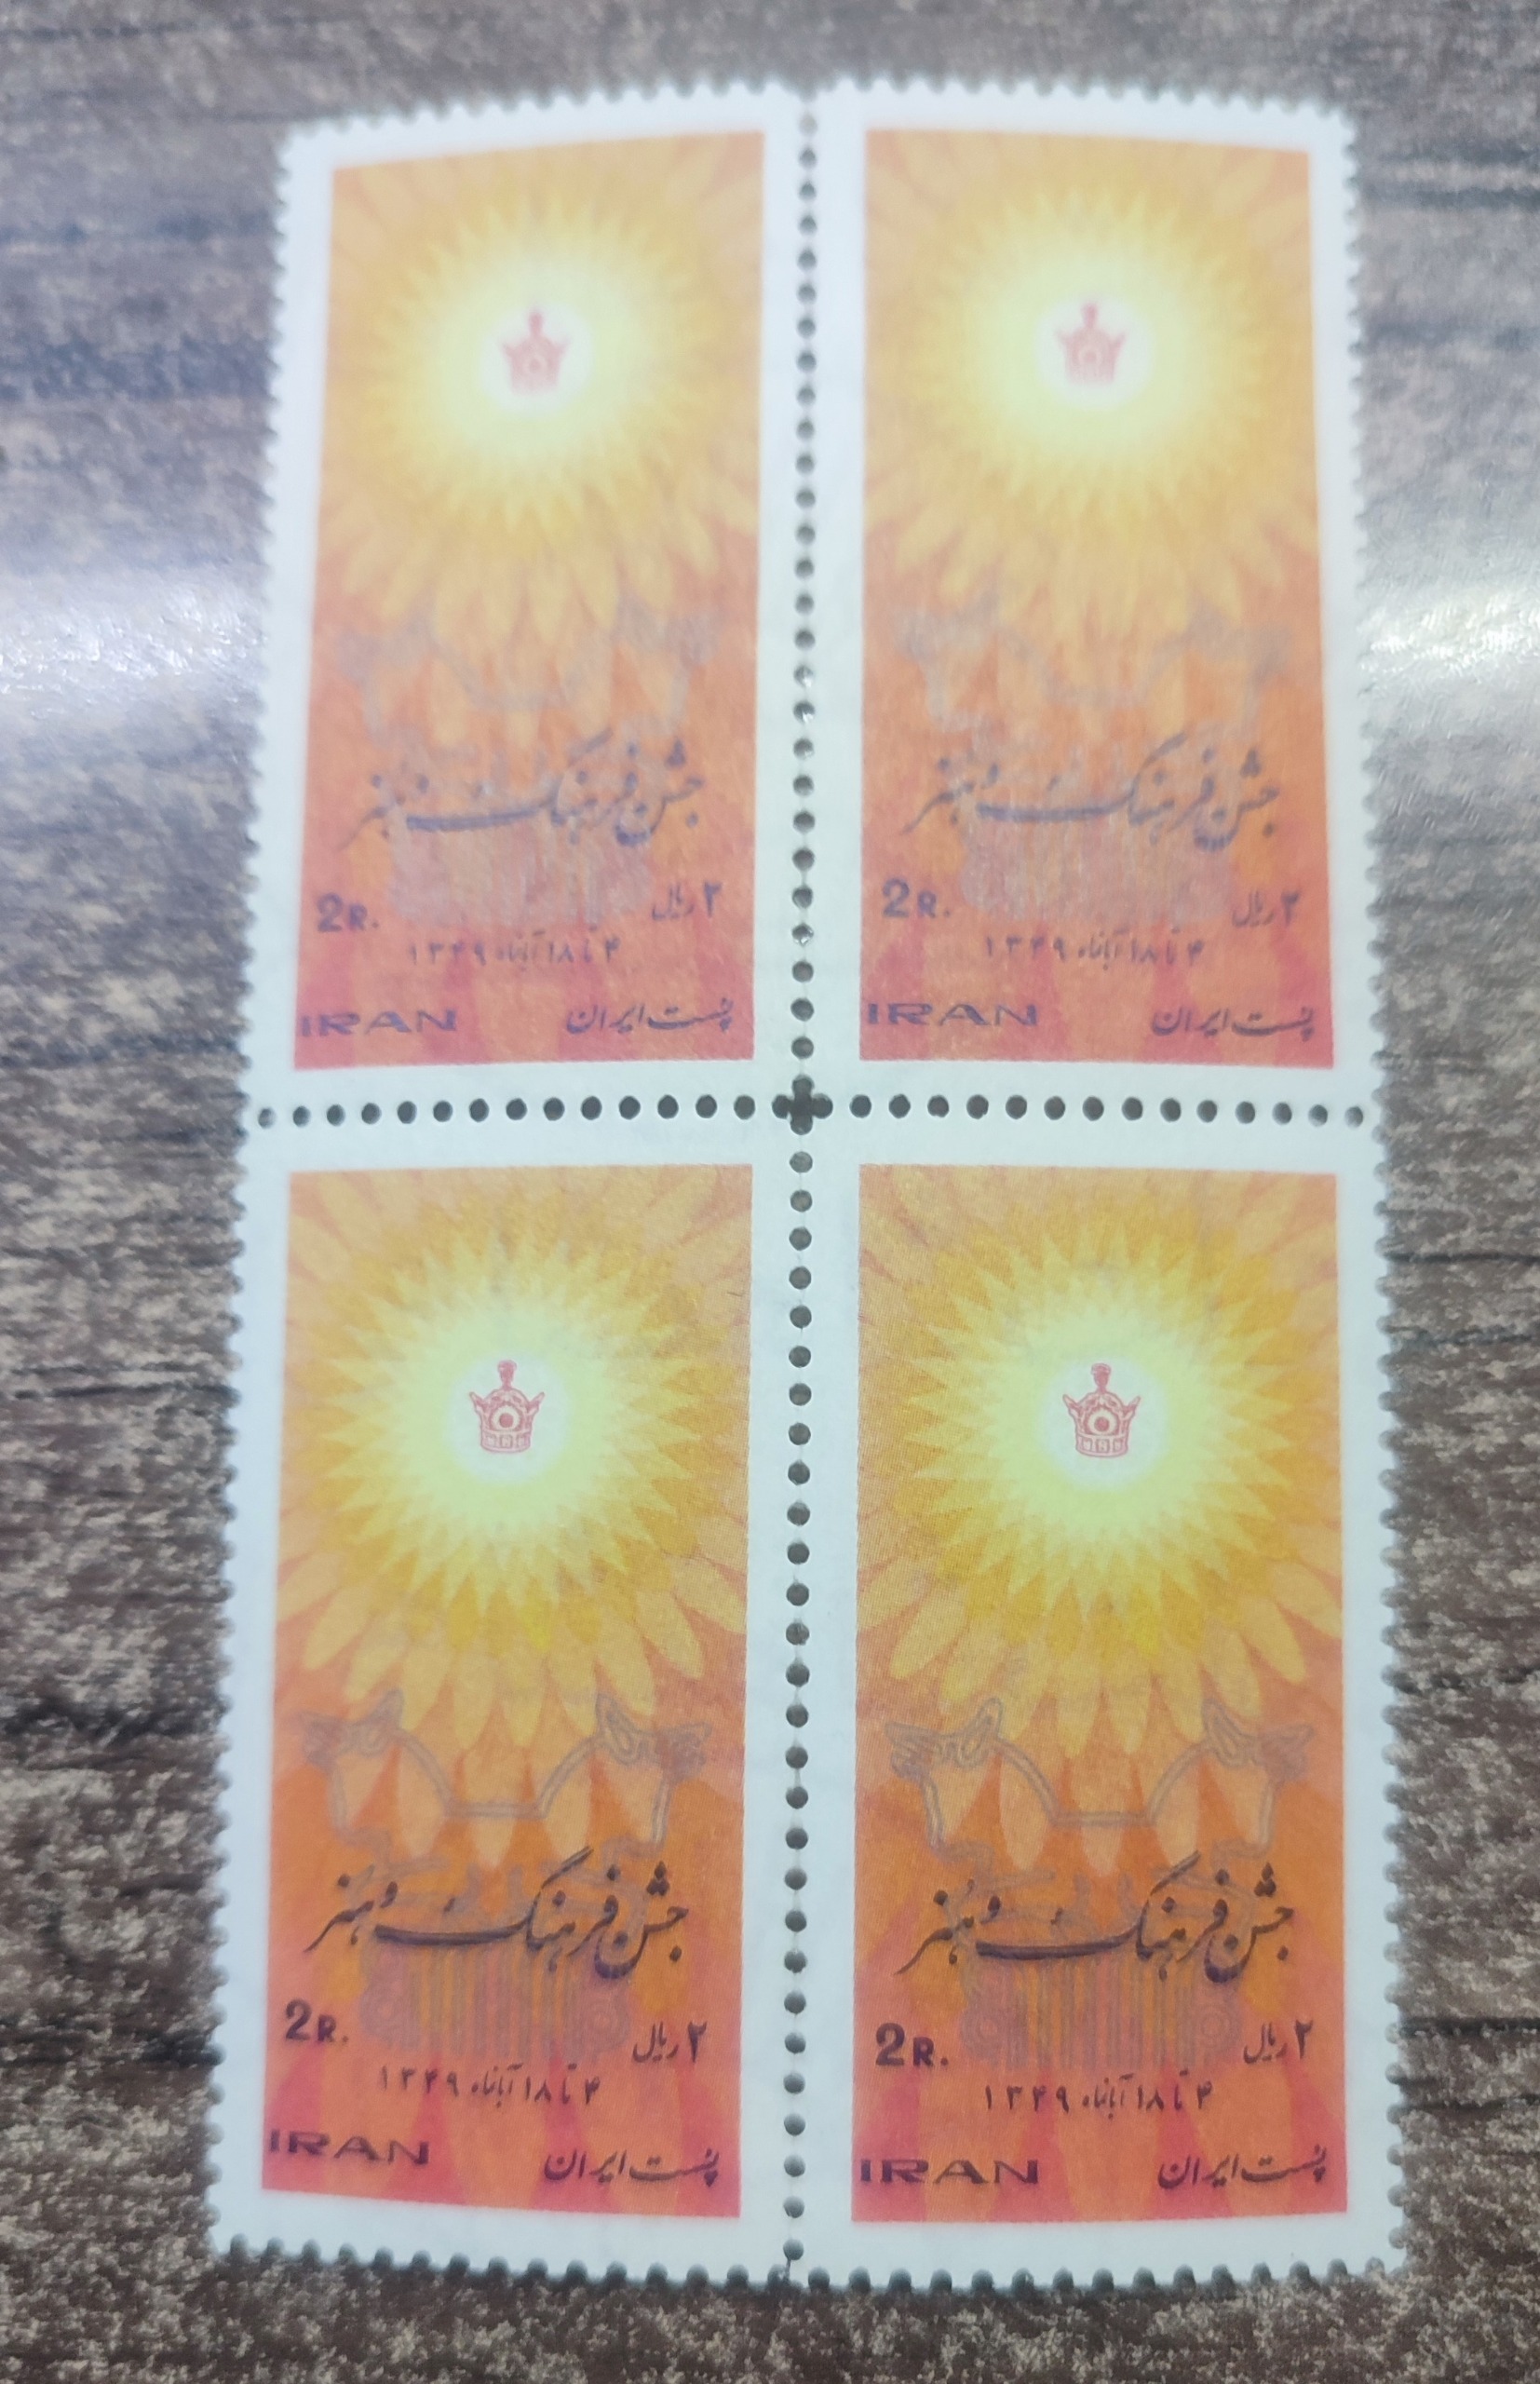 جشن فرهنگ و هنر
2R.
۲ ریال
۴ تا ۱۸ آبانماه ۱۳۴۹
IRAN
پست ایران
جشن فرهنگ و هنر
2R.
۲ ریال
۴ تا ۱۸ آبانماه ۱۳۴۹
IRAN
پست ایران
جشن فرهنگ و هنر
2R.
۲ ریال
۴ تا ۱۸ آبانماه ۱۳۴۹
IRAN
پست ایران
جشن فرهنگ و هنر
2R.
۲ ریال
۴ تا ۱۸ آبانماه ۱۳۴۹
IRAN
پست ایران